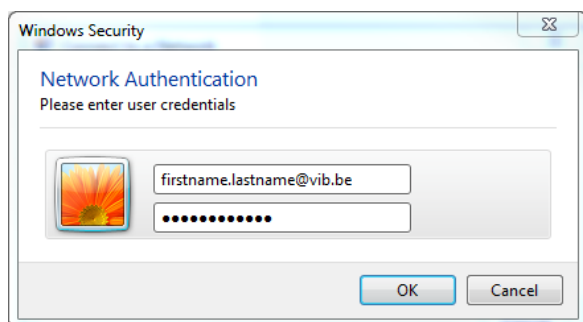 Windows Security
Network Authentication
Please enter user credentials
firstname.lastname@vib.be
●●●●●●●●●●●●
OK
Cancel